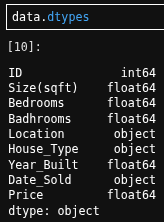 data.dtypes
[10]:
ID int64
Size(sqft) float64
Bedrooms float64
Badhrooms float64
Location object
House_Type object
Year_Built float64
Date_Sold object
Price float64
dtype: object